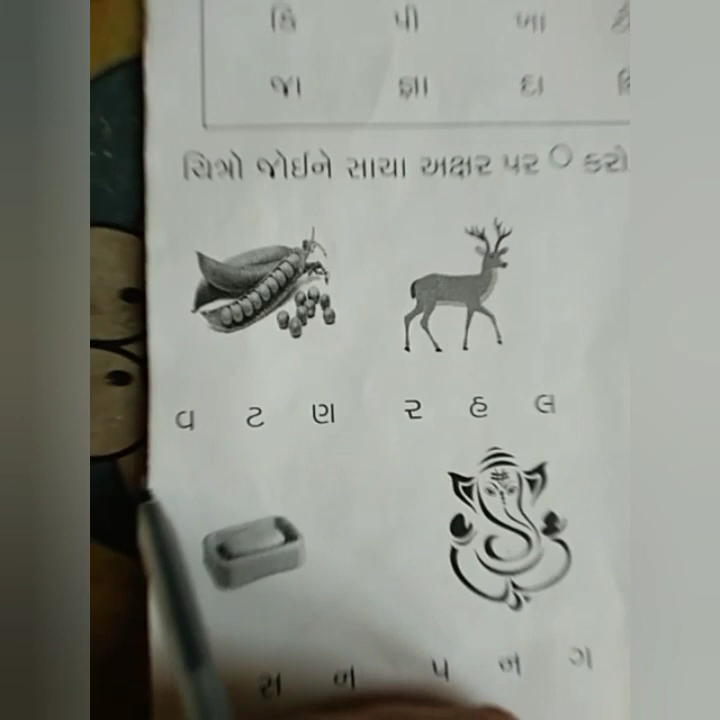 હિ પી ખા
જા જ્ઞા દા
ચિત્રો જોઈને સાચા અક્ષર પર ○ કરો
વ ટ ણ ર હ લ
સ બ પ બ ગ